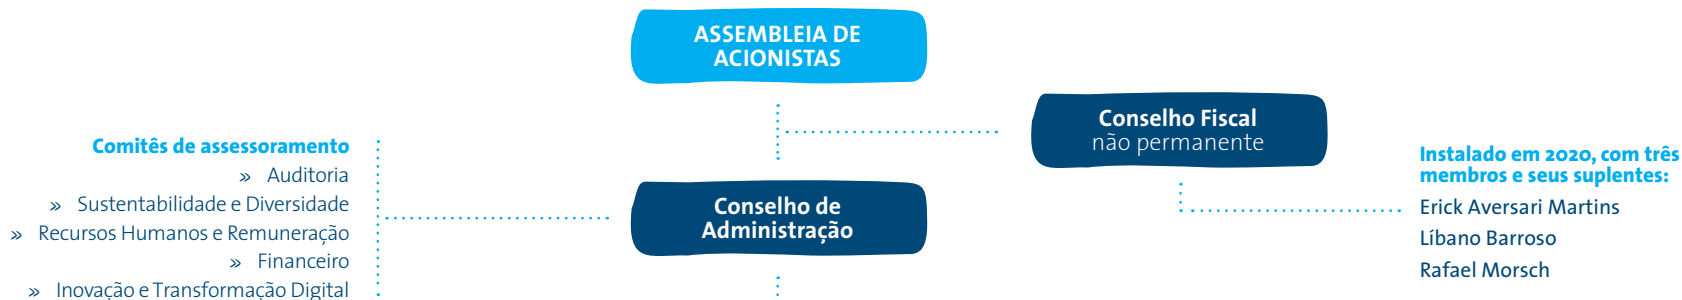 ASSEMBLEIA DE
ACIONISTAS
Conselho Fiscal
não permanente
Comitês de assessoramento
» Auditoria
» Sustentabilidade e Diversidade
» Recursos Humanos e Remuneração
» Financeiro
» Inovação e Transformação Digital
Conselho de
Administração
Instalado em 2020, com três
membros e seus suplentes:
Erick Aversari Martins
Líbano Barroso
Rafael Morsch